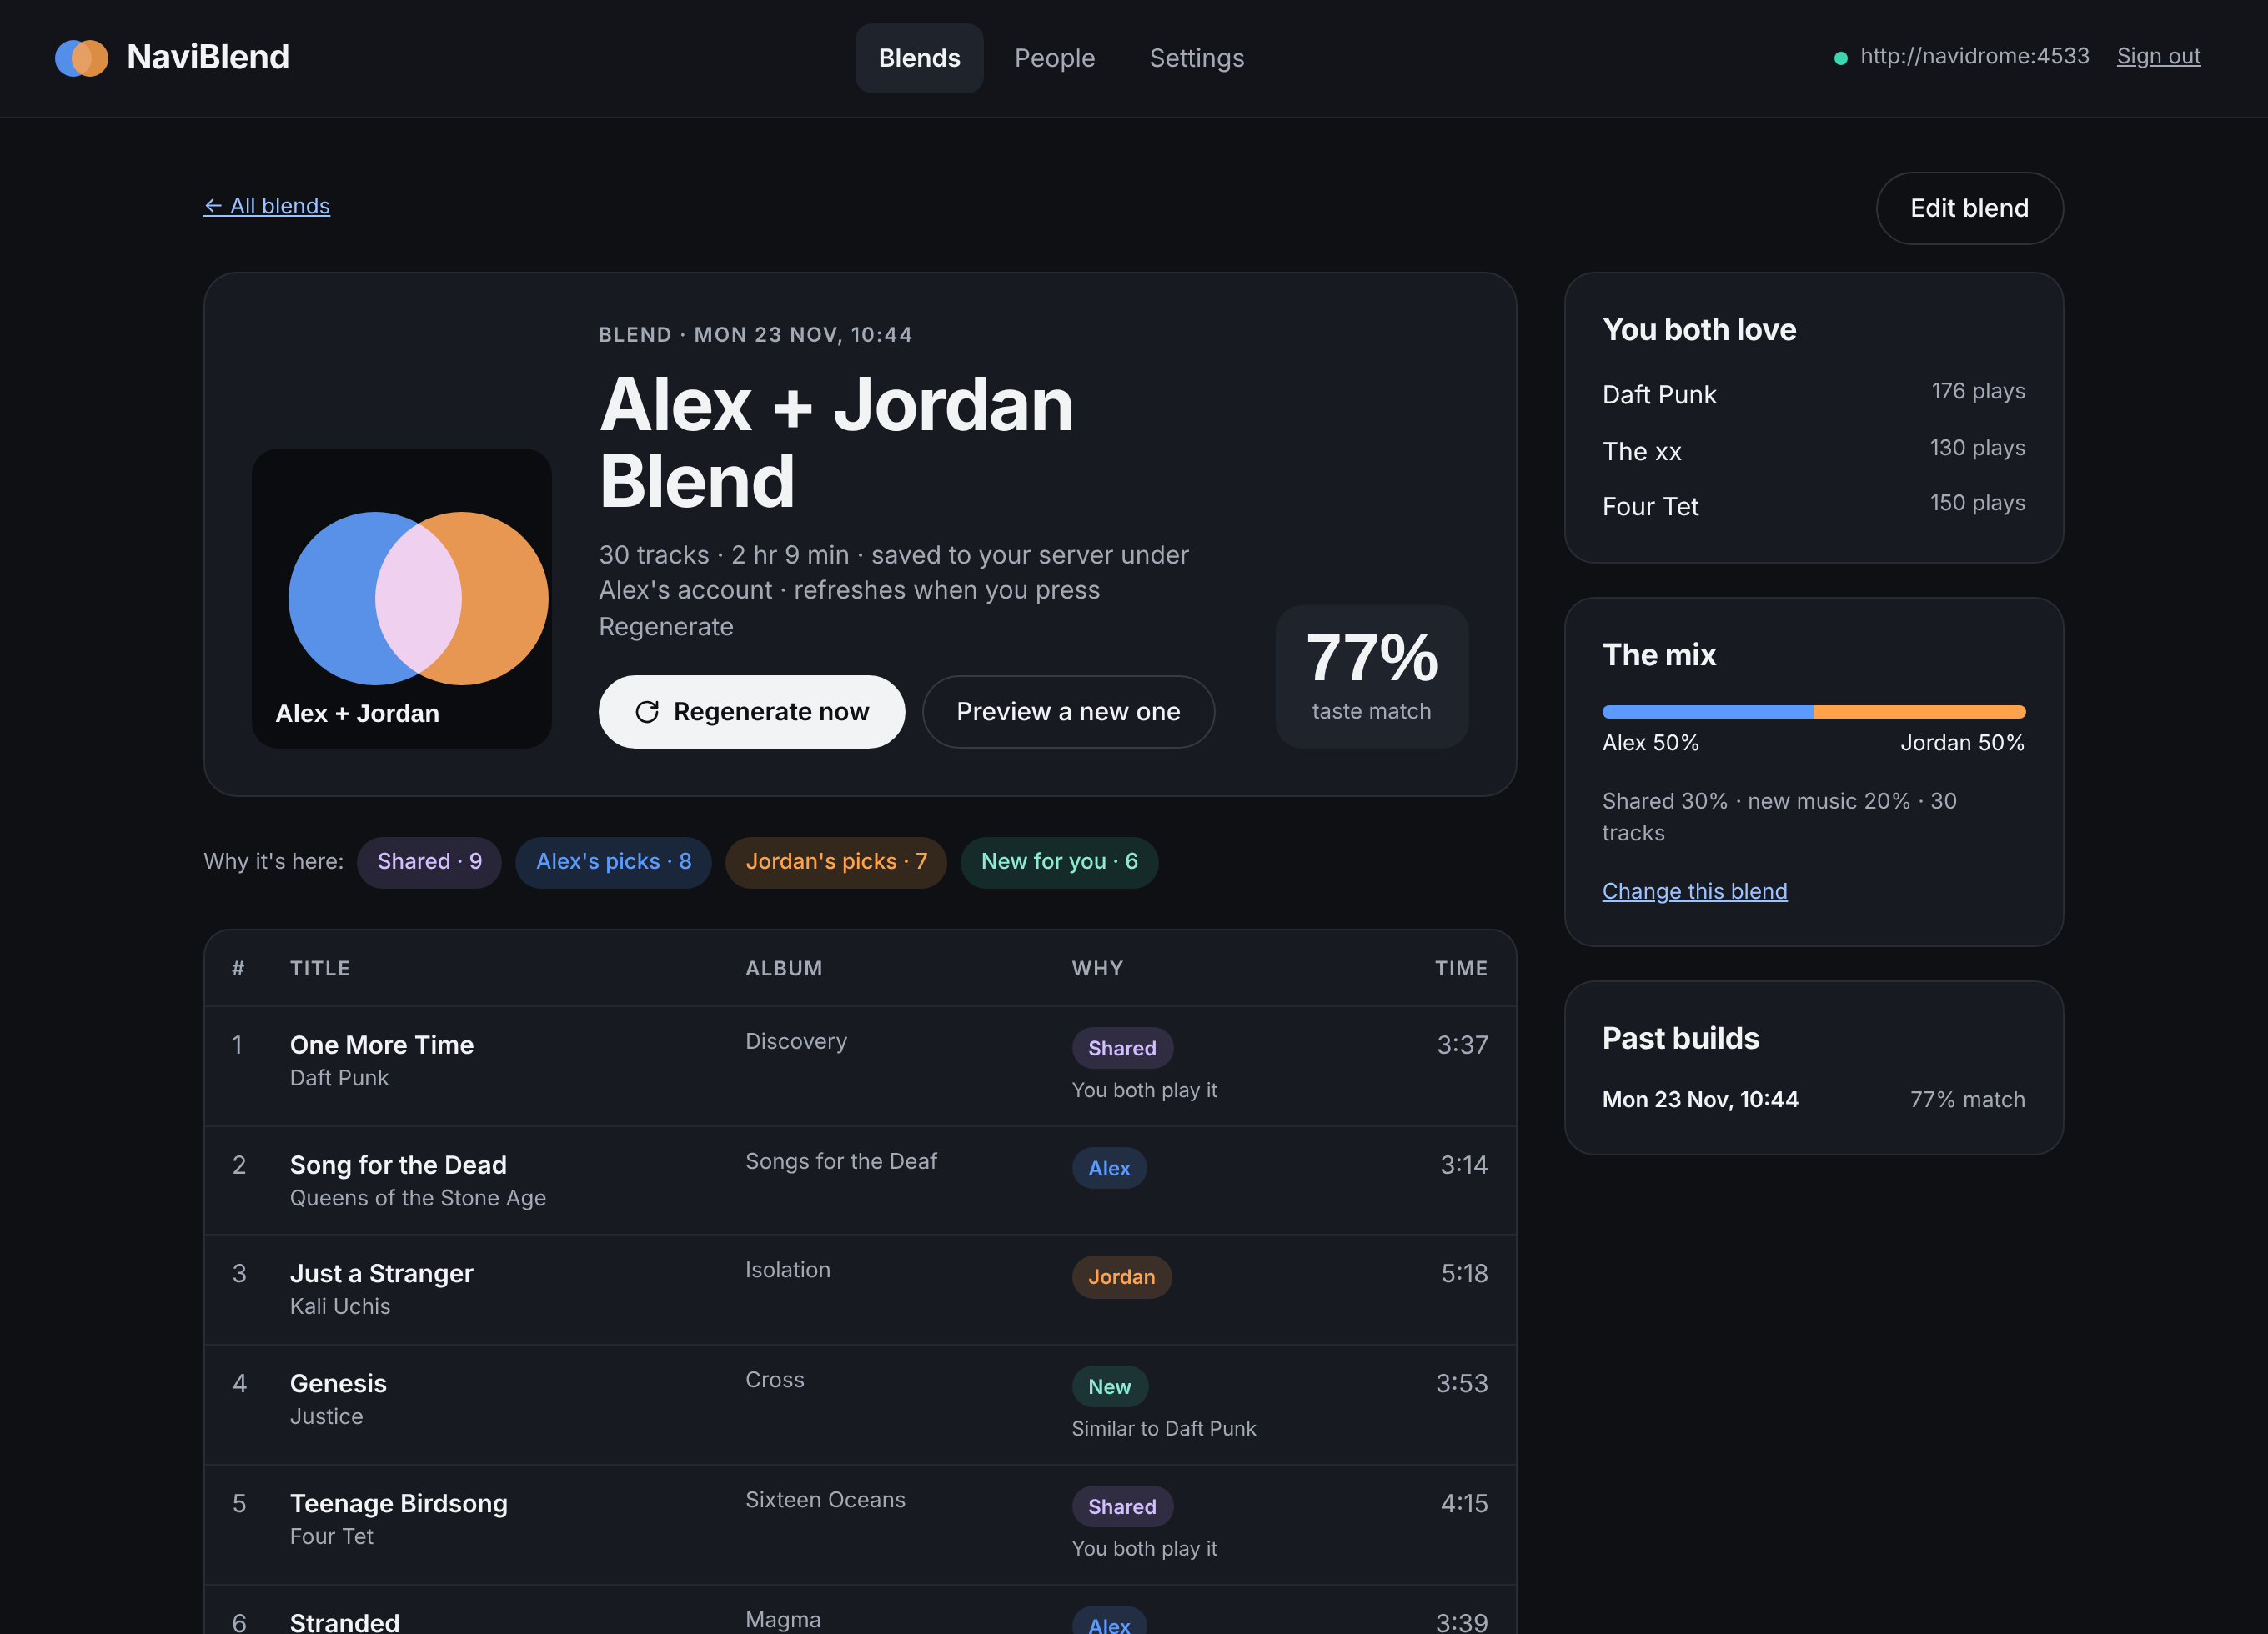 NaviBlend
Blends
People
Settings
http://navidrome:4533
Sign out
← All blends
Edit blend
Alex + Jordan
BLEND · MON 23 NOV, 10:44
Alex + Jordan
Blend
30 tracks · 2 hr 9 min · saved to your server under
Alex's account · refreshes when you press
Regenerate
Regenerate now
Preview a new one
77%
taste match
Why it's here:
Shared · 9
Alex's picks · 8
Jordan's picks · 7
New for you · 6
# TITLE ALBUM WHY TIME
1 One More Time Discovery Shared 3:37
Daft Punk You both play it
2 Song for the Dead Songs for the Deaf Alex 3:14
Queens of the Stone Age
3 Just a Stranger Isolation Jordan 5:18
Kali Uchis
4 Genesis Cross New 3:53
Justice Similar to Daft Punk
5 Teenage Birdsong Sixteen Oceans Shared 4:15
Four Tet You both play it
6 Stranded Magma Alex 3:39
You both love
Daft Punk 176 plays
The xx 130 plays
Four Tet 150 plays
The mix
Alex 50% Jordan 50%
Shared 30% · new music 20% · 30
tracks
Change this blend
Past builds
Mon 23 Nov, 10:44 77% match